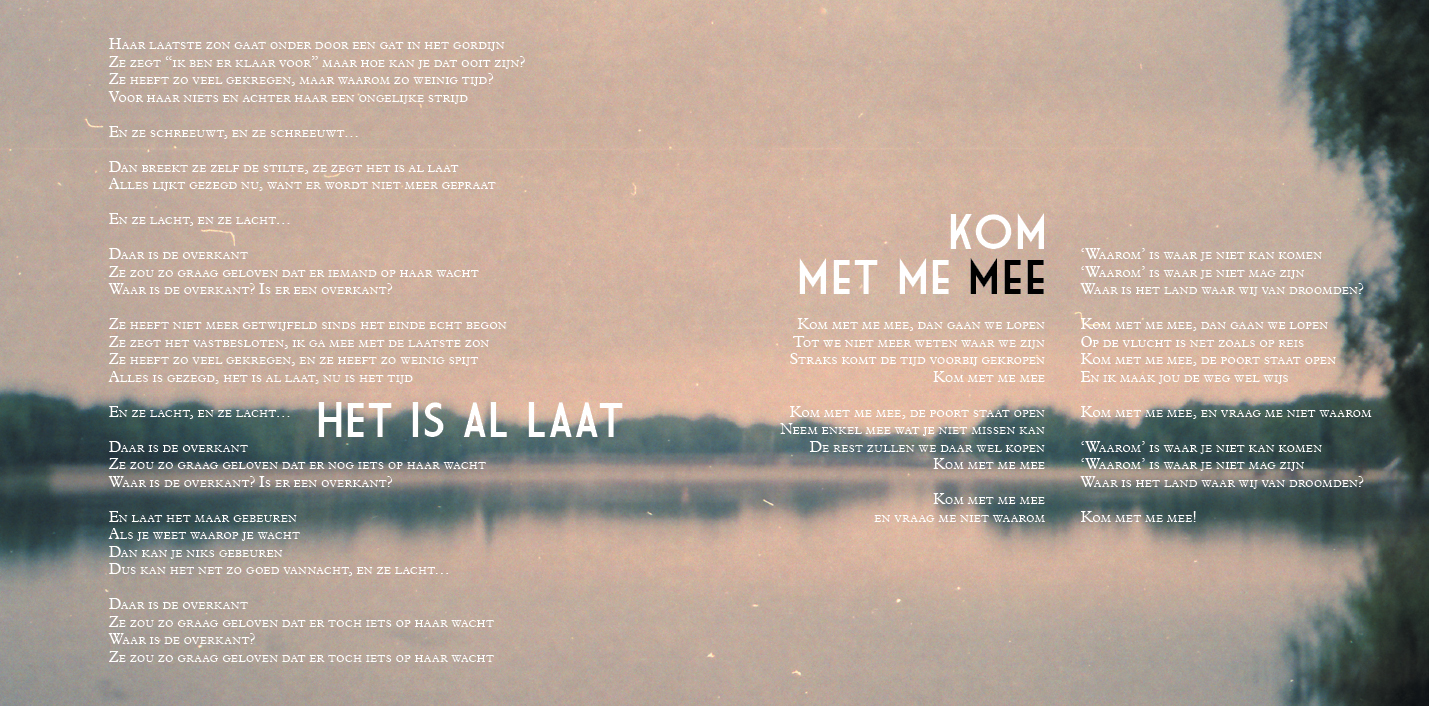 Haar laatste zon gaat onder door een gat in het gordijn
Ze zegt “ik ben er klaar voor” maar hoe kan je dat ooit zijn?
Ze heeft zo veel gekregen, maar waarom zo weinig tijd?
Voor haar niets en achter haar een ongelijke strijd
En ze schreeuwt, en ze schreeuwt...
Dan breekt ze zelf de stilte, ze zegt het is al laat
Alles lijkt gezegd nu, want er wordt niet meer gepraat
En ze lacht, en ze lacht...
Daar is de overkant
Ze zou zo graag geloven dat er iemand op haar wacht
Waar is de overkant? Is er een overkant?
Ze heeft niet meer getwijfeld sinds het einde echt begon
Ze zegt het vastbesloten, ik ga mee met de laatste zon
Ze heeft zo veel gekregen, en ze heeft zo weinig spijt
Alles is gezegd, het is al laat, nu is het tijd
En ze lacht, en ze lacht...
HET IS AL LAAT
Daar is de overkant
Ze zou zo graag geloven dat er nog iets op haar wacht
Waar is de overkant? Is er een overkant?
En laat het maar gebeuren
Als je weet waarop je wacht
Dan kan je niks gebeuren
Dus kan het net zo goed vannacht, en ze lacht...
Daar is de overkant
Ze zou zo graag geloven dat er toch iets op haar wacht
Waar is de overkant?
Ze zou zo graag geloven dat er toch iets op haar wacht
KOM
MET ME MEE
Kom met me mee, dan gaan we lopen
Tot we niet meer weten waar we zijn
Straks komt de tijd voorbij gekropen
Kom met me mee
Kom met me mee, de poort staat open
Neem enkel mee wat je niet missen kan
De rest zullen we daar wel kopen
Kom met me mee
Kom met me mee
en vraag me niet waarom
‘Waarom’ is waar je niet kan komen
‘Waarom’ is waar je niet mag zijn
Waar is het land waar wij van droomden?
Kom met me mee, dan gaan we lopen
Op de vlucht is net zoals op reis
Kom met me mee, de poort staat open
En ik maak jou de weg wel wijs
Kom met me mee, en vraag me niet waarom
‘Waarom’ is waar je niet kan komen
‘Waarom’ is waar je niet mag zijn
Waar is het land waar wij van droomden?
Kom met me mee!